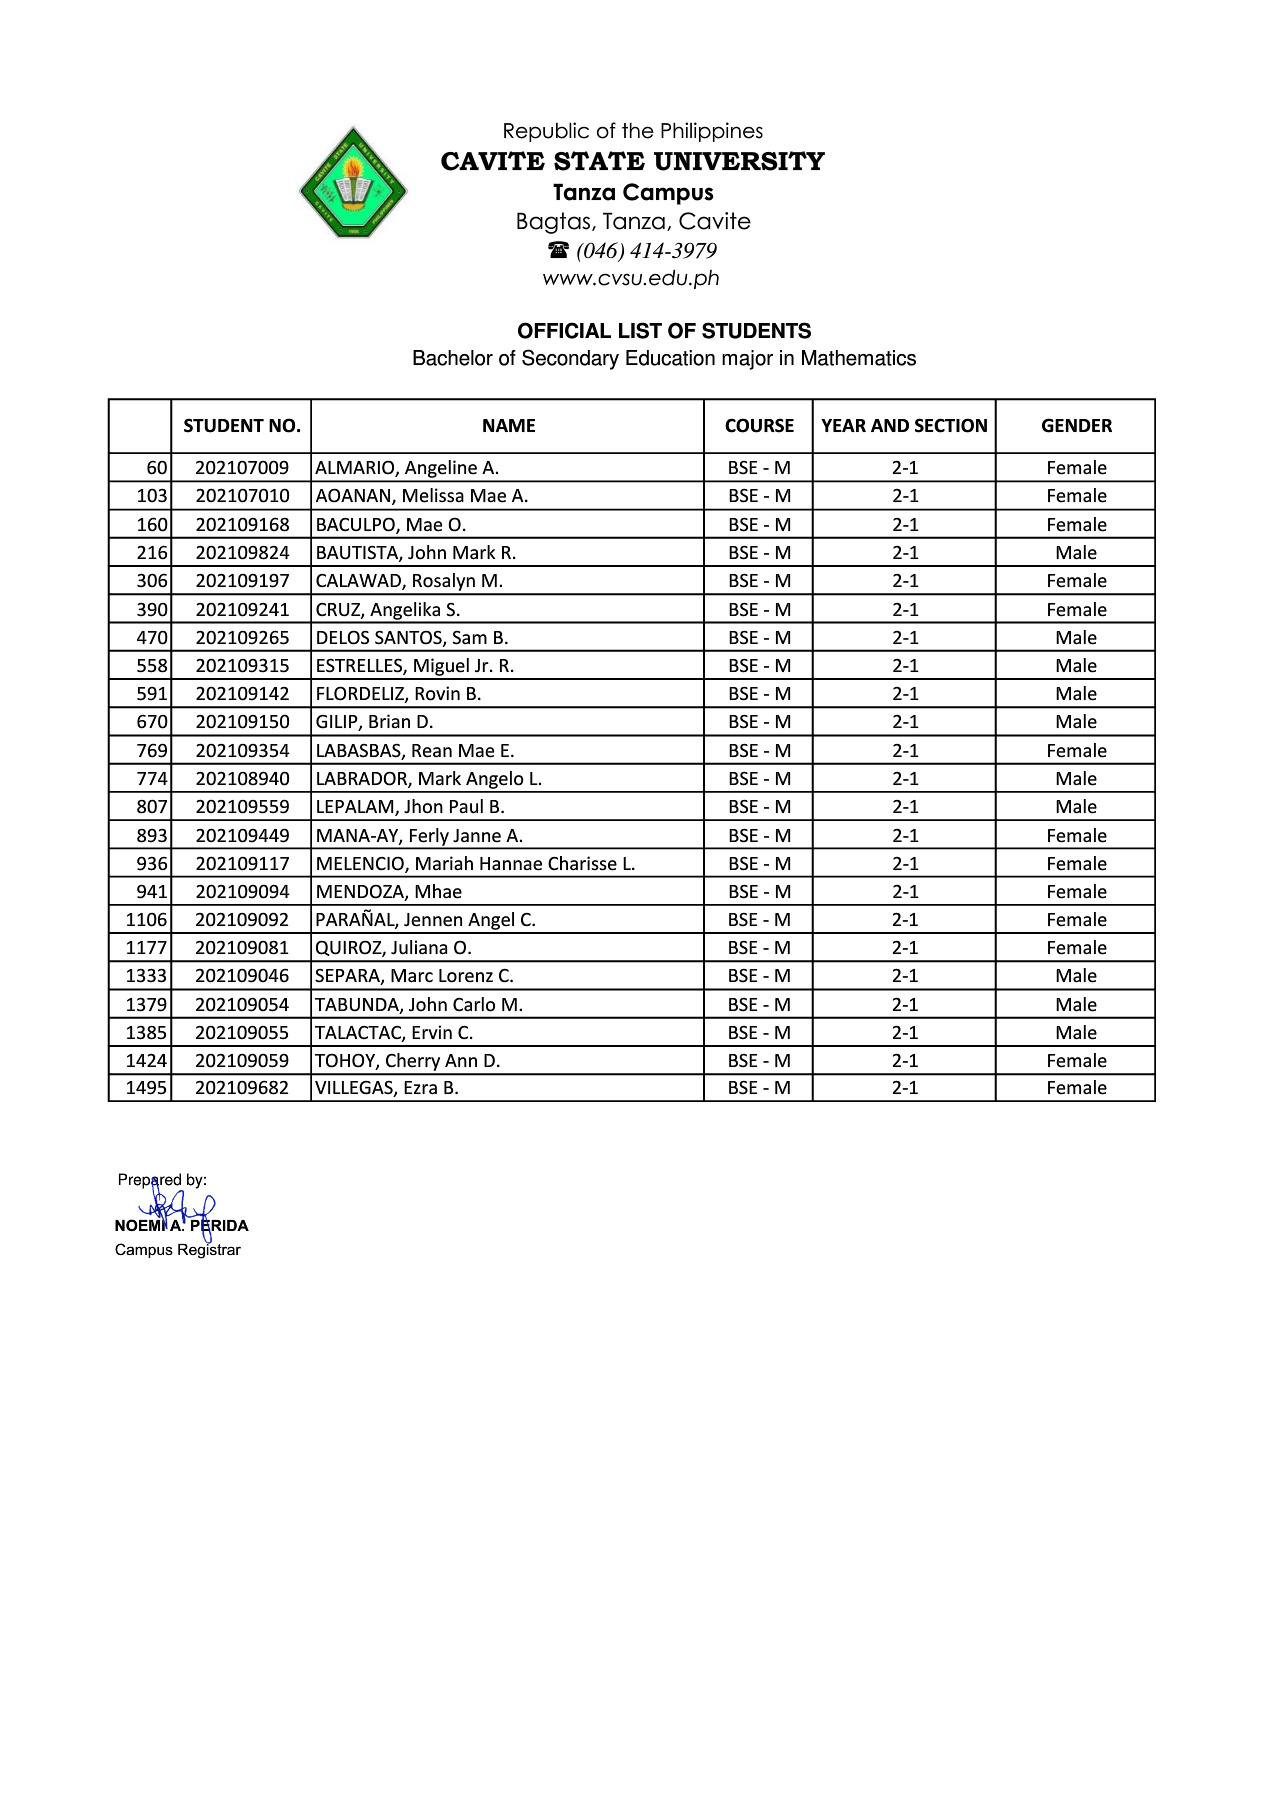 Republic of the Philippines
CAVITE STATE UNIVERSITY
Tanza Campus
Bagtas, Tanza, Cavite
☎ (046) 414-3979
www.cvsu.edu.ph
CAVITE STATE UNIVERSITY
OFFICIAL LIST OF STUDENTS
Bachelor of Secondary Education major in Mathematics
STUDENT NO. NAME COURSE YEAR AND SECTION GENDER
60 202107009 ALMARIO, Angeline A. BSE - M 2-1 Female
103 202107010 AOANAN, Melissa Mae A. BSE - M 2-1 Female
160 202109168 BACULPO, Mae O. BSE - M 2-1 Female
216 202109824 BAUTISTA, John Mark R. BSE - M 2-1 Male
306 202109197 CALAWAD, Rosalyn M. BSE - M 2-1 Female
390 202109241 CRUZ, Angelika S. BSE - M 2-1 Female
470 202109265 DELOS SANTOS, Sam B. BSE - M 2-1 Male
558 202109315 ESTRELLES, Miguel Jr. R. BSE - M 2-1 Male
591 202109142 FLORDELIZ, Rovin B. BSE - M 2-1 Male
670 202109150 GILIP, Brian D. BSE - M 2-1 Male
769 202109354 LABASBAS, Rean Mae E. BSE - M 2-1 Female
774 202108940 LABRADOR, Mark Angelo L. BSE - M 2-1 Male
807 202109559 LEPALAM, Jhon Paul B. BSE - M 2-1 Male
893 202109449 MANA-AY, Ferly Janne A. BSE - M 2-1 Female
936 202109117 MELENCIO, Mariah Hannae Charisse L. BSE - M 2-1 Female
941 202109094 MENDOZA, Mhae BSE - M 2-1 Female
1106 202109092 PARAÑAL, Jennen Angel C. BSE - M 2-1 Female
1177 202109081 QUIROZ, Juliana O. BSE - M 2-1 Female
1333 202109046 SEPARA, Marc Lorenz C. BSE - M 2-1 Male
1379 202109054 TABUNDA, John Carlo M. BSE - M 2-1 Male
1385 202109055 TALACTAC, Ervin C. BSE - M 2-1 Male
1424 202109059 TOHOY, Cherry Ann D. BSE - M 2-1 Female
1495 202109682 VILLEGAS, Ezra B. BSE - M 2-1 Female
Prepared by:
NOEMI A. PERIDA
Campus Registrar